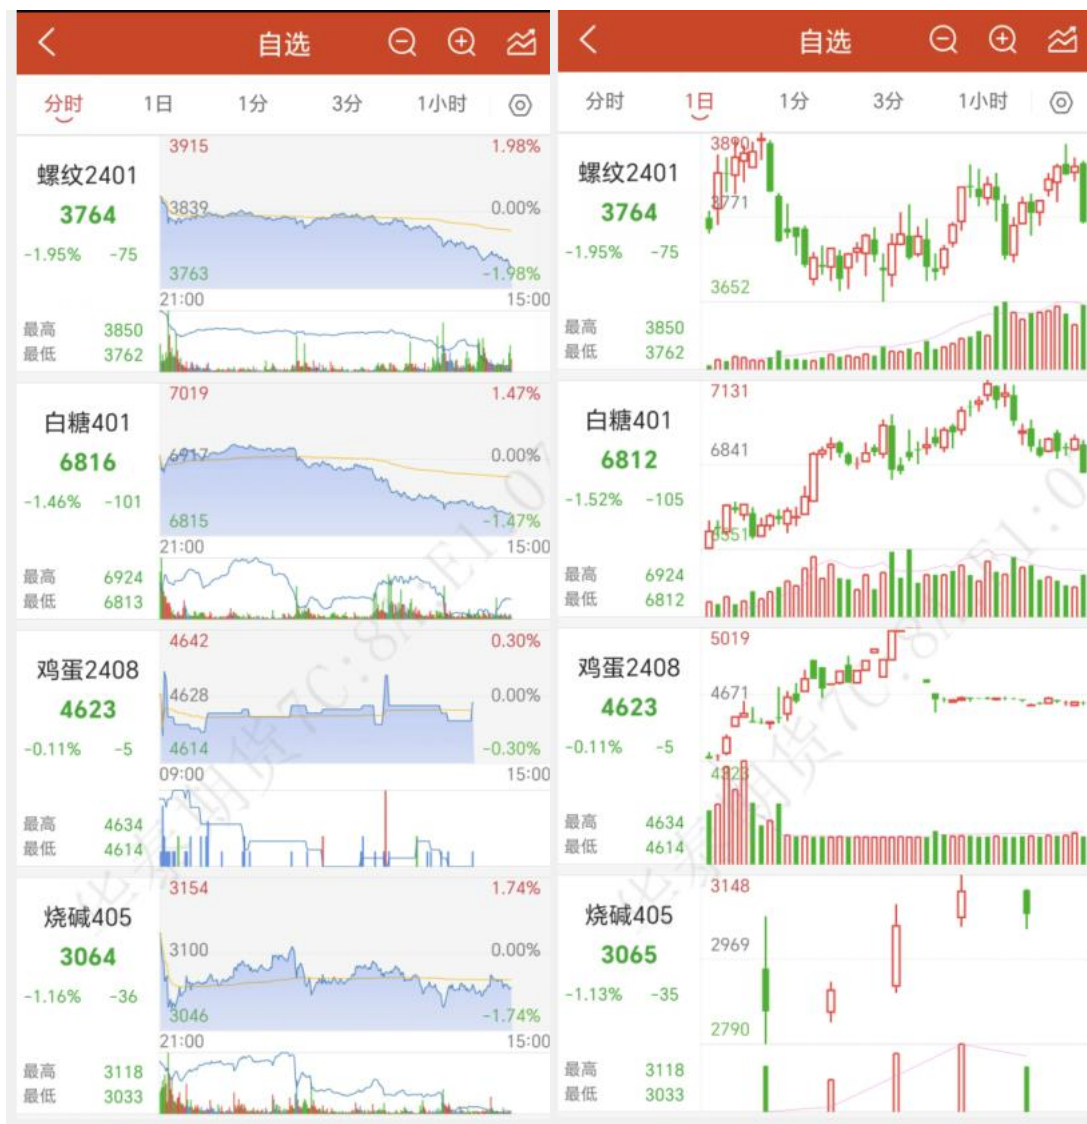 自选
分时 1日 1分 3分 1小时
螺纹2401
3764
-1.95% -75
最高 3850
最低 3762
3915 1.98%
3839 0.00%
3763 -1.98%
21:00 15:00
白糖401
6816
-1.46% -101
最高 6924
最低 6813
7019 1.47%
6917 0.00%
6815 -1.47%
21:00 15:00
鸡蛋2408
4623
-0.11% -5
最高 4634
最低 4614
4642 0.30%
4628 0.00%
4614 -0.30%
09:00 15:00
烧碱405
3064
-1.16% -36
最高 3118
最低 3033
3154 1.74%
3100 0.00%
3046 -1.74%
21:00 15:00
自选
分时 1日 1分 3分 1小时
螺纹2401
3764
-1.95% -75
最高 3850
最低 3762
3890
3771
3652
白糖401
6812
-1.52% -105
最高 6924
最低 6812
7131
6841
6551
鸡蛋2408
4623
-0.11% -5
最高 4634
最低 4614
5019
4671
4323
烧碱405
3065
-1.13% -35
最高 3118
最低 3033
3148
2969
2790